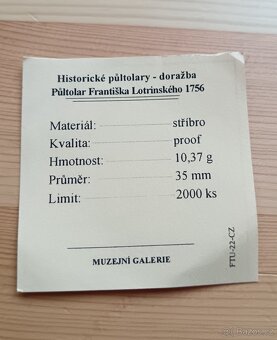 Historické půltolary - doražba
Půltolar Františka Lotrinského 1756
Materiál: stříbro
Kvalita: proof
Hmotnost: 10,37 g
Průměr: 35 mm
Limit: 2000 ks
MUZEJNÍ GALERIE
FTU-22-CZ